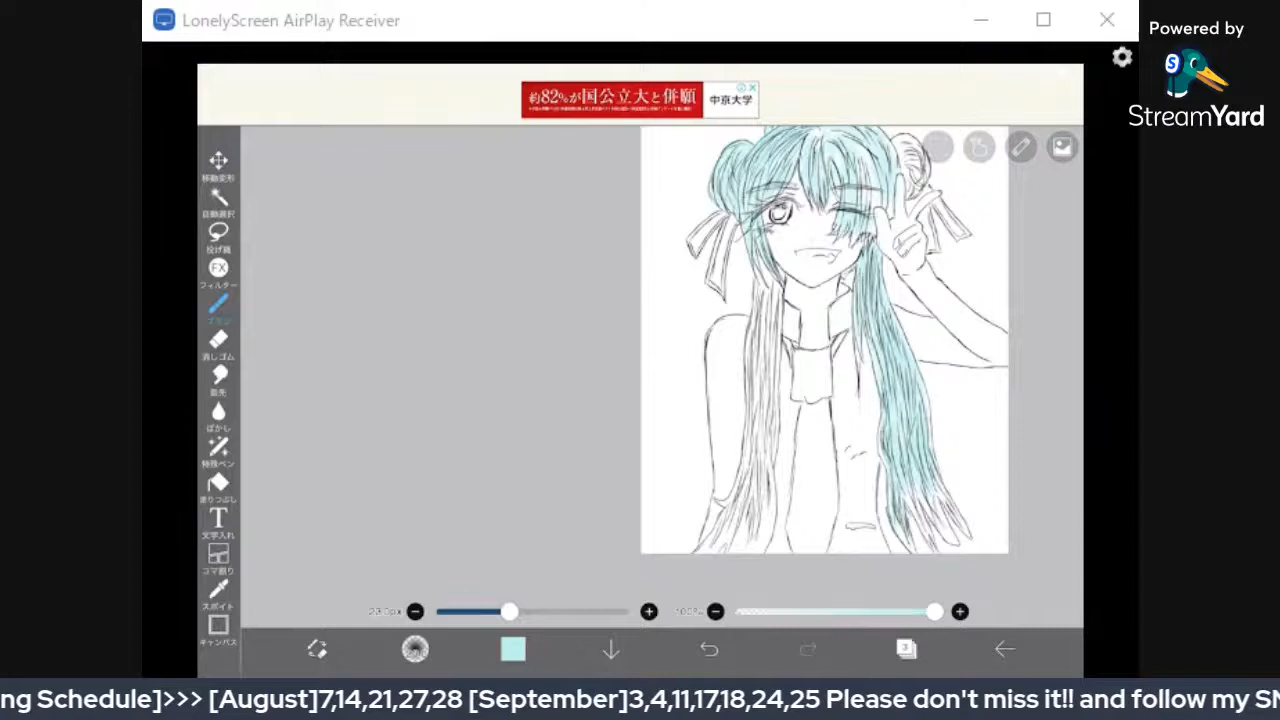 LonelyScreen AirPlay Receiver
Powered by
StreamYard
約82%が国公立大と併願
中京大学
移動変形
自動選択
投げ縄
FX
フィルター
ブラシ
消しゴム
指先
ぼかし
特殊ペン
塗りつぶし
T
文字入れ
コマ割り
スポイト
キャンバス
100%
3
ng Schedule]>>> [August]7,14,21,27,28 [September]3,4,11,17,18,24,25 Please don't miss it!! and follow my SN